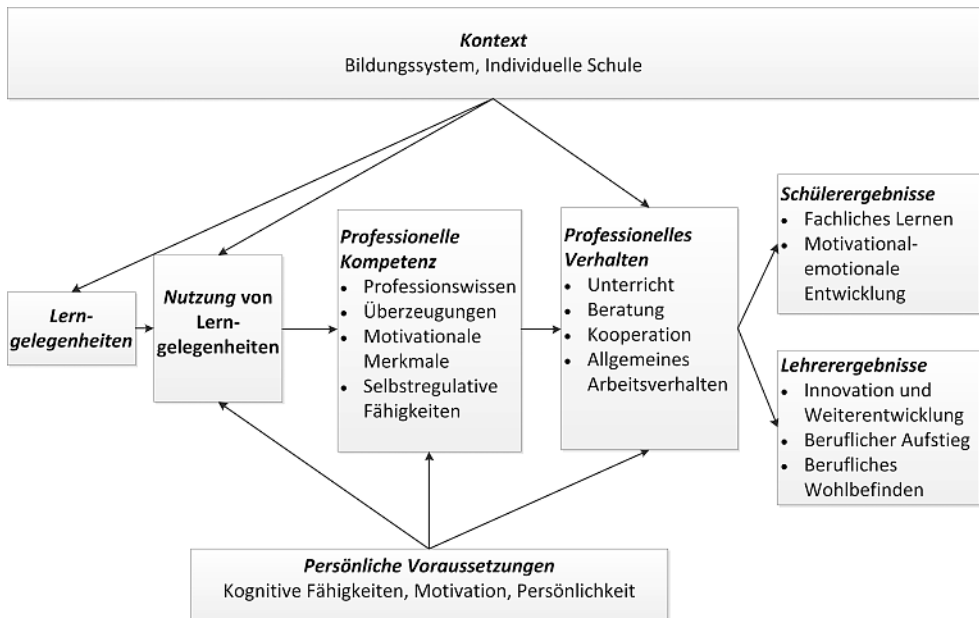 Kontext
Bildungssystem, Individuelle Schule
Lern-
gelegenheiten
Nutzung von
Lern-
gelegenheiten
Professionelle
Kompetenz
• Professionswissen
• Überzeugungen
• Motivationale
Merkmale
• Selbstregulative
Fähigkeiten
Professionelles
Verhalten
• Unterricht
• Beratung
• Kooperation
• Allgemeines
Arbeitsverhalten
Schülerergebnisse
• Fachliches Lernen
• Motivational-
emotionale
Entwicklung
Lehrerergebnisse
• Innovation und
Weiterentwicklung
• Beruflicher Aufstieg
• Berufliches
Wohlbefinden
Persönliche Voraussetzungen
Kognitive Fähigkeiten, Motivation, Persönlichkeit